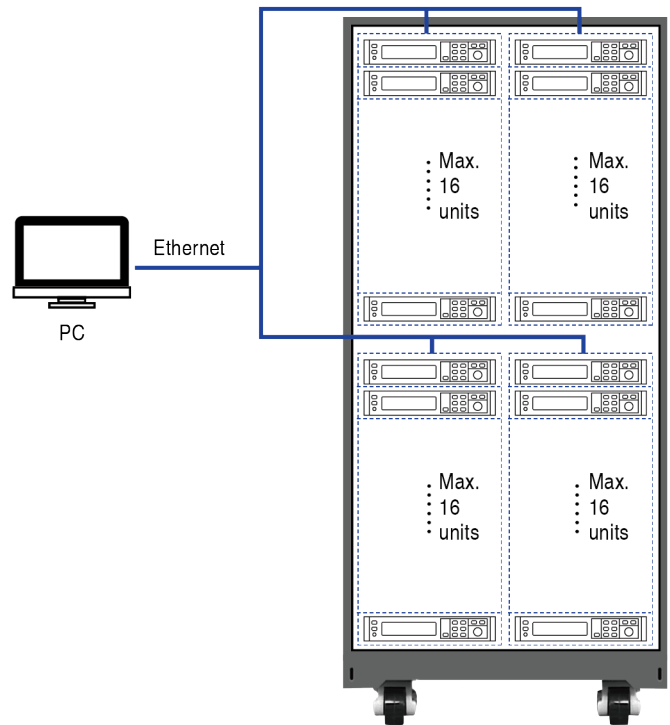 Max.
16
units
Max.
16
units
Ethernet
PC
Max.
16
units
Max.
16
units